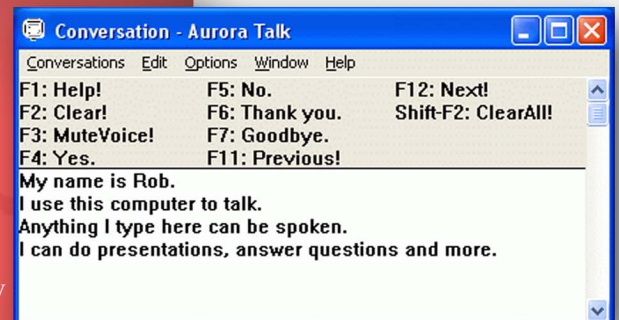 Conversation - Aurora Talk
Conversations Edit Options Window Help
F1: Help! F5: No. F12: Next!
F2: Clear! F6: Thank you. Shift-F2: ClearAll!
F3: MuteVoice! F7: Goodbye.
F4: Yes. F11: Previous!
My name is Rob.
I use this computer to talk.
Anything I type here can be spoken.
I can do presentations, answer questions and more.